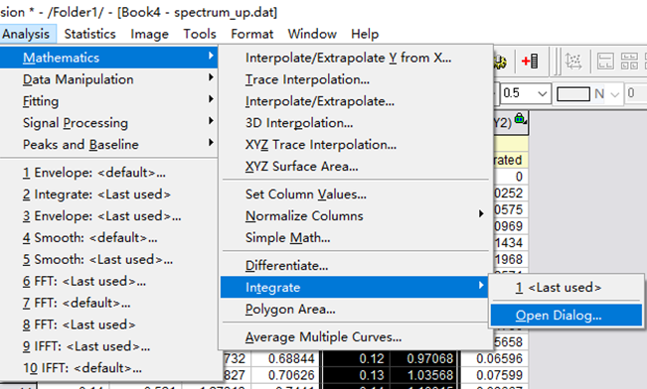 sion * - /Folder1/ - [Book4 - spectrum_up.dat]
Analysis Statistics Image Tools Format Window Help
Mathematics
Data Manipulation
Fitting
Signal Processing
Peaks and Baseline
1 Envelope: <default>...
2 Integrate: <Last used>
3 Envelope: <Last used>...
4 Smooth: <default>...
5 Smooth: <Last used>...
6 FFT: <Last used>...
7 FFT: <default>...
8 FFT: <Last used>
9 IFFT: <Last used>...
10 IFFT: <default>...
Interpolate/Extrapolate Y from X...
Trace Interpolation...
Interpolate/Extrapolate...
3D Interpolation...
XYZ Trace Interpolation...
XYZ Surface Area...
Set Column Values...
Normalize Columns
Simple Math...
Differentiate...
Integrate
Polygon Area...
Average Multiple Curves...
1 <Last used>
Open Dialog...
0.5
N
0
Y2)
rated
0
0252
0575
0969
1434
1968
5658
732 0.68844 0.12 0.97068 0.06596
827 0.70626 0.13 1.03568 0.07599